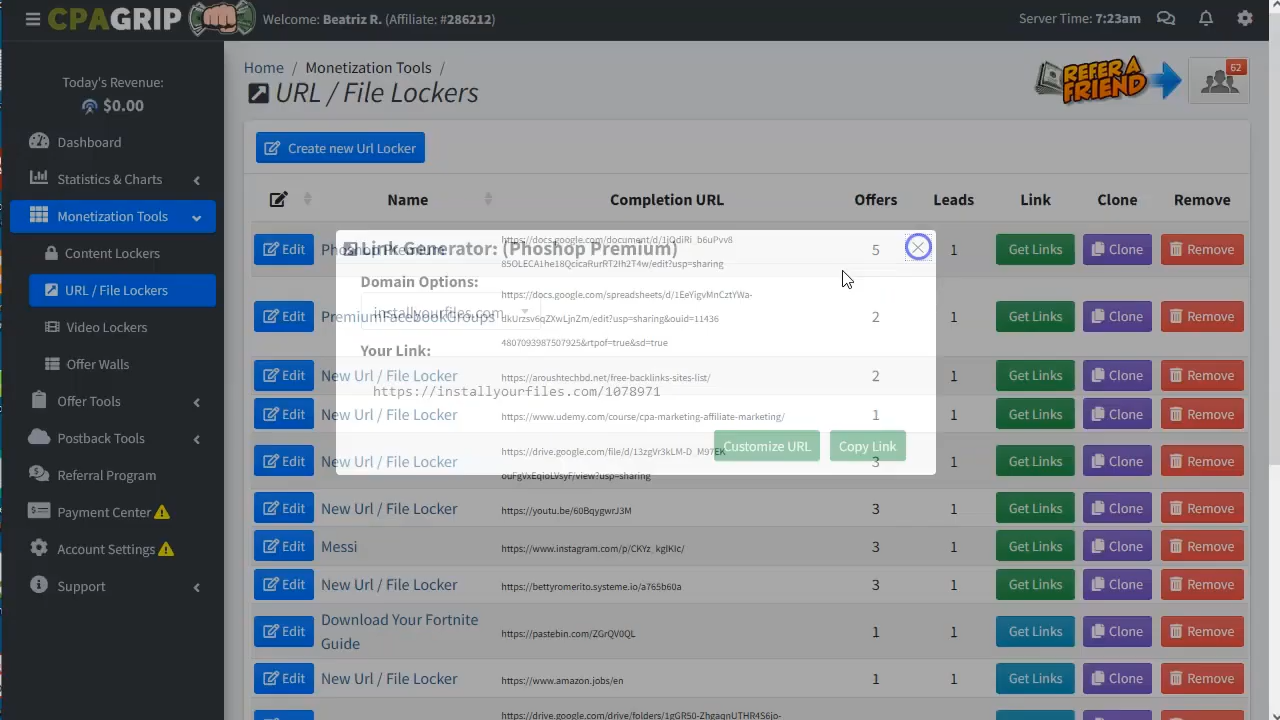 CPAGRIP
Welcome: Beatriz R. (Affiliate: #286212)
Server Time: 7:23am
Today's Revenue:
$0.00
Dashboard
Statistics & Charts
Monetization Tools
Content Lockers
URL / File Lockers
Video Lockers
Offer Walls
Offer Tools
Postback Tools
Referral Program
Payment Center
Account Settings
Support
Home / Monetization Tools /
URL / File Lockers
REFER A FRIEND
62
Create new Url Locker
Name Completion URL Offers Leads Link Clone Remove
Edit 5 1 Get Links Clone Remove
Link Generator: (Phoshop Premium)
Domain Options:
installyourfiles.com
Your Link:
https://installyourfiles.com/1078971
Customize URL Copy Link
Edit PremiumFacebookGroups 2 1 Get Links Clone Remove
4807093987507925&rtpof=true&sd=true
Edit New Url / File Locker https://aroushtechbd.net/free-backlinks-sites-list/ 2 1 Get Links Clone Remove
Edit New Url / File Locker https://www.udemy.com/course/cpa-marketing-affiliate-marketing/ 1 1 Get Links Clone Remove
Edit New Url / File Locker 3 1 Get Links Clone Remove
Edit New Url / File Locker https://youtu.be/60BqygwrJ3M 3 1 Get Links Clone Remove
Edit Messi https://www.instagram.com/p/CKYz_kglKIc/ 3 1 Get Links Clone Remove
Edit New Url / File Locker https://bettyromerito.systeme.io/a765b60a 3 1 Get Links Clone Remove
Edit Download Your Fortnite Guide https://pastebin.com/ZGrQV0QL 1 1 Get Links Clone Remove
Edit New Url / File Locker https://www.amazon.jobs/en 1 1 Get Links Clone Remove